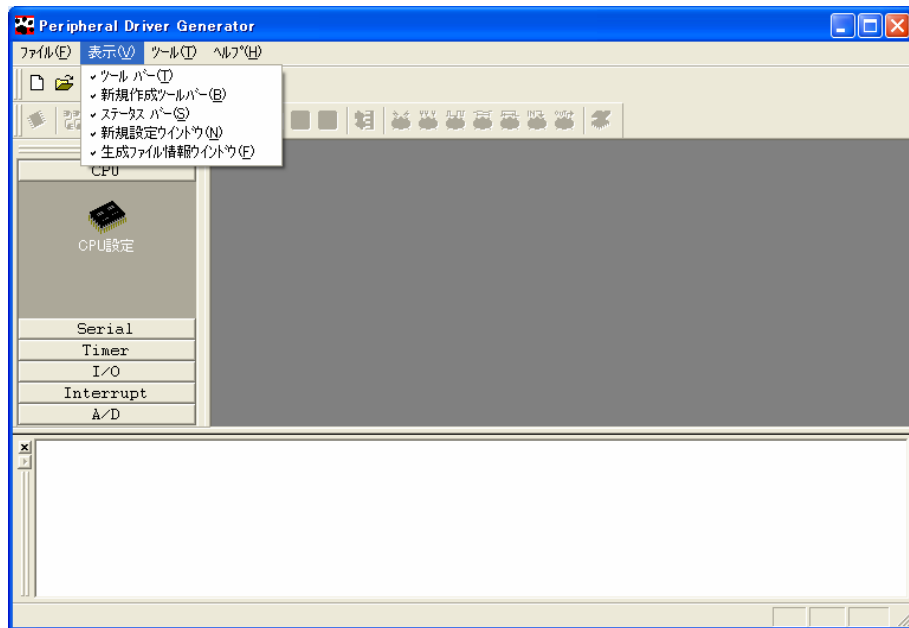 Peripheral Driver Generator
ファイル(F) 表示(V) ツール(T) ヘルプ(H)
ツール バー(T)
新規作成ツールバー(B)
ステータス バー(S)
新規設定ウインドウ(N)
生成ファイル情報ウインドウ(F)
CPU
CPU設定
Serial
Timer
I/O
Interrupt
A/D